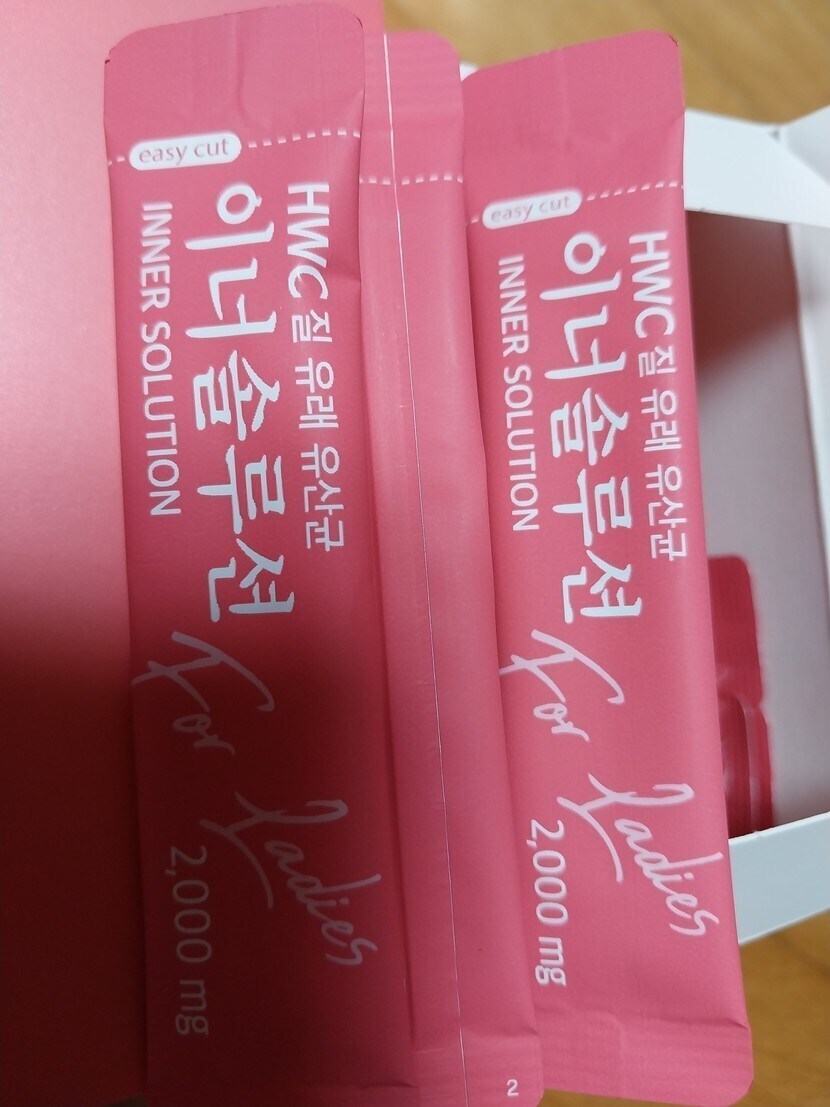 easy cut
HWC 질 유래 유산균
이너솔루션
INNER SOLUTION
For Ladies
2,000 mg
easy cut
HWC 질 유래 유산균
이너솔루션
INNER SOLUTION
For Ladies
2,000 mg
2